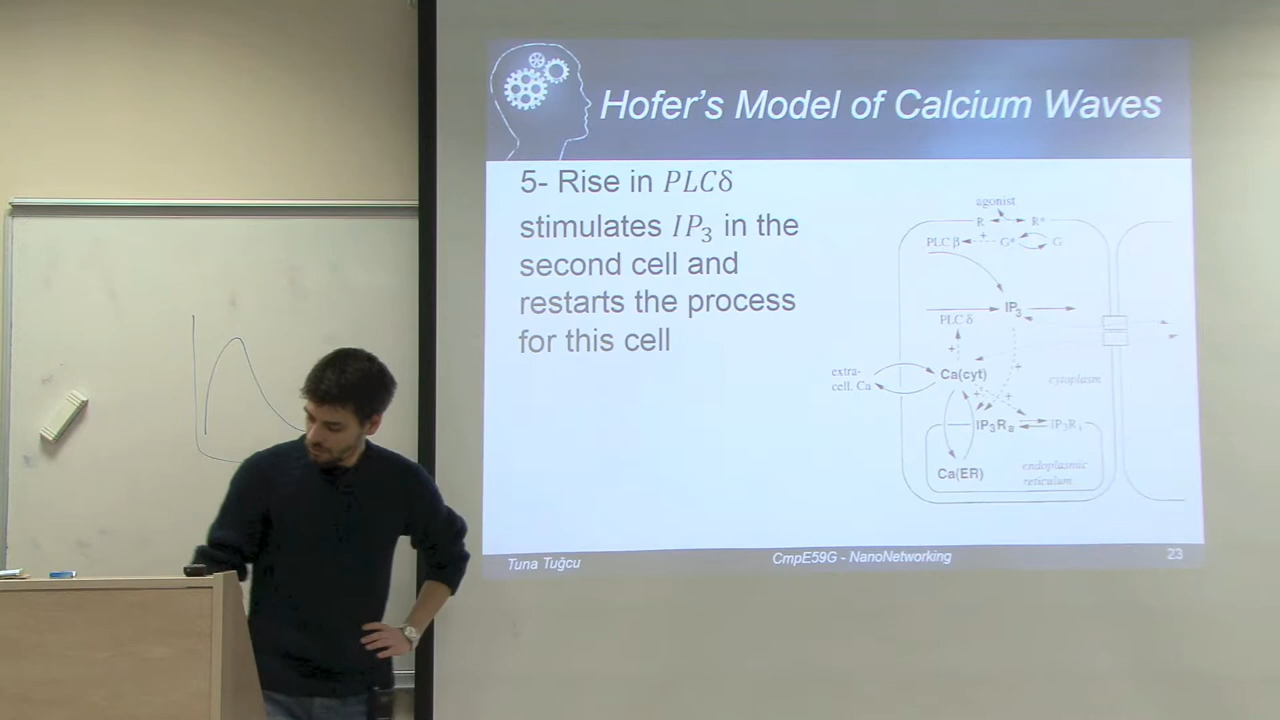 Hofer's Model of Calcium Waves
5- Rise in PLCδ
stimulates IP₃ in the
second cell and
restarts the process
for this cell
agonist
R R*
PLC β + G* G
IP₃
PLC δ
+
+
extra-
cell. Ca
Ca(cyt)
cytoplasm
+ +
IP₃Rₐ IP₃Rᵢ
Ca(ER)
endoplasmic
reticulum
Tuna Tuğcu CmpE59G - NanoNetworking 23